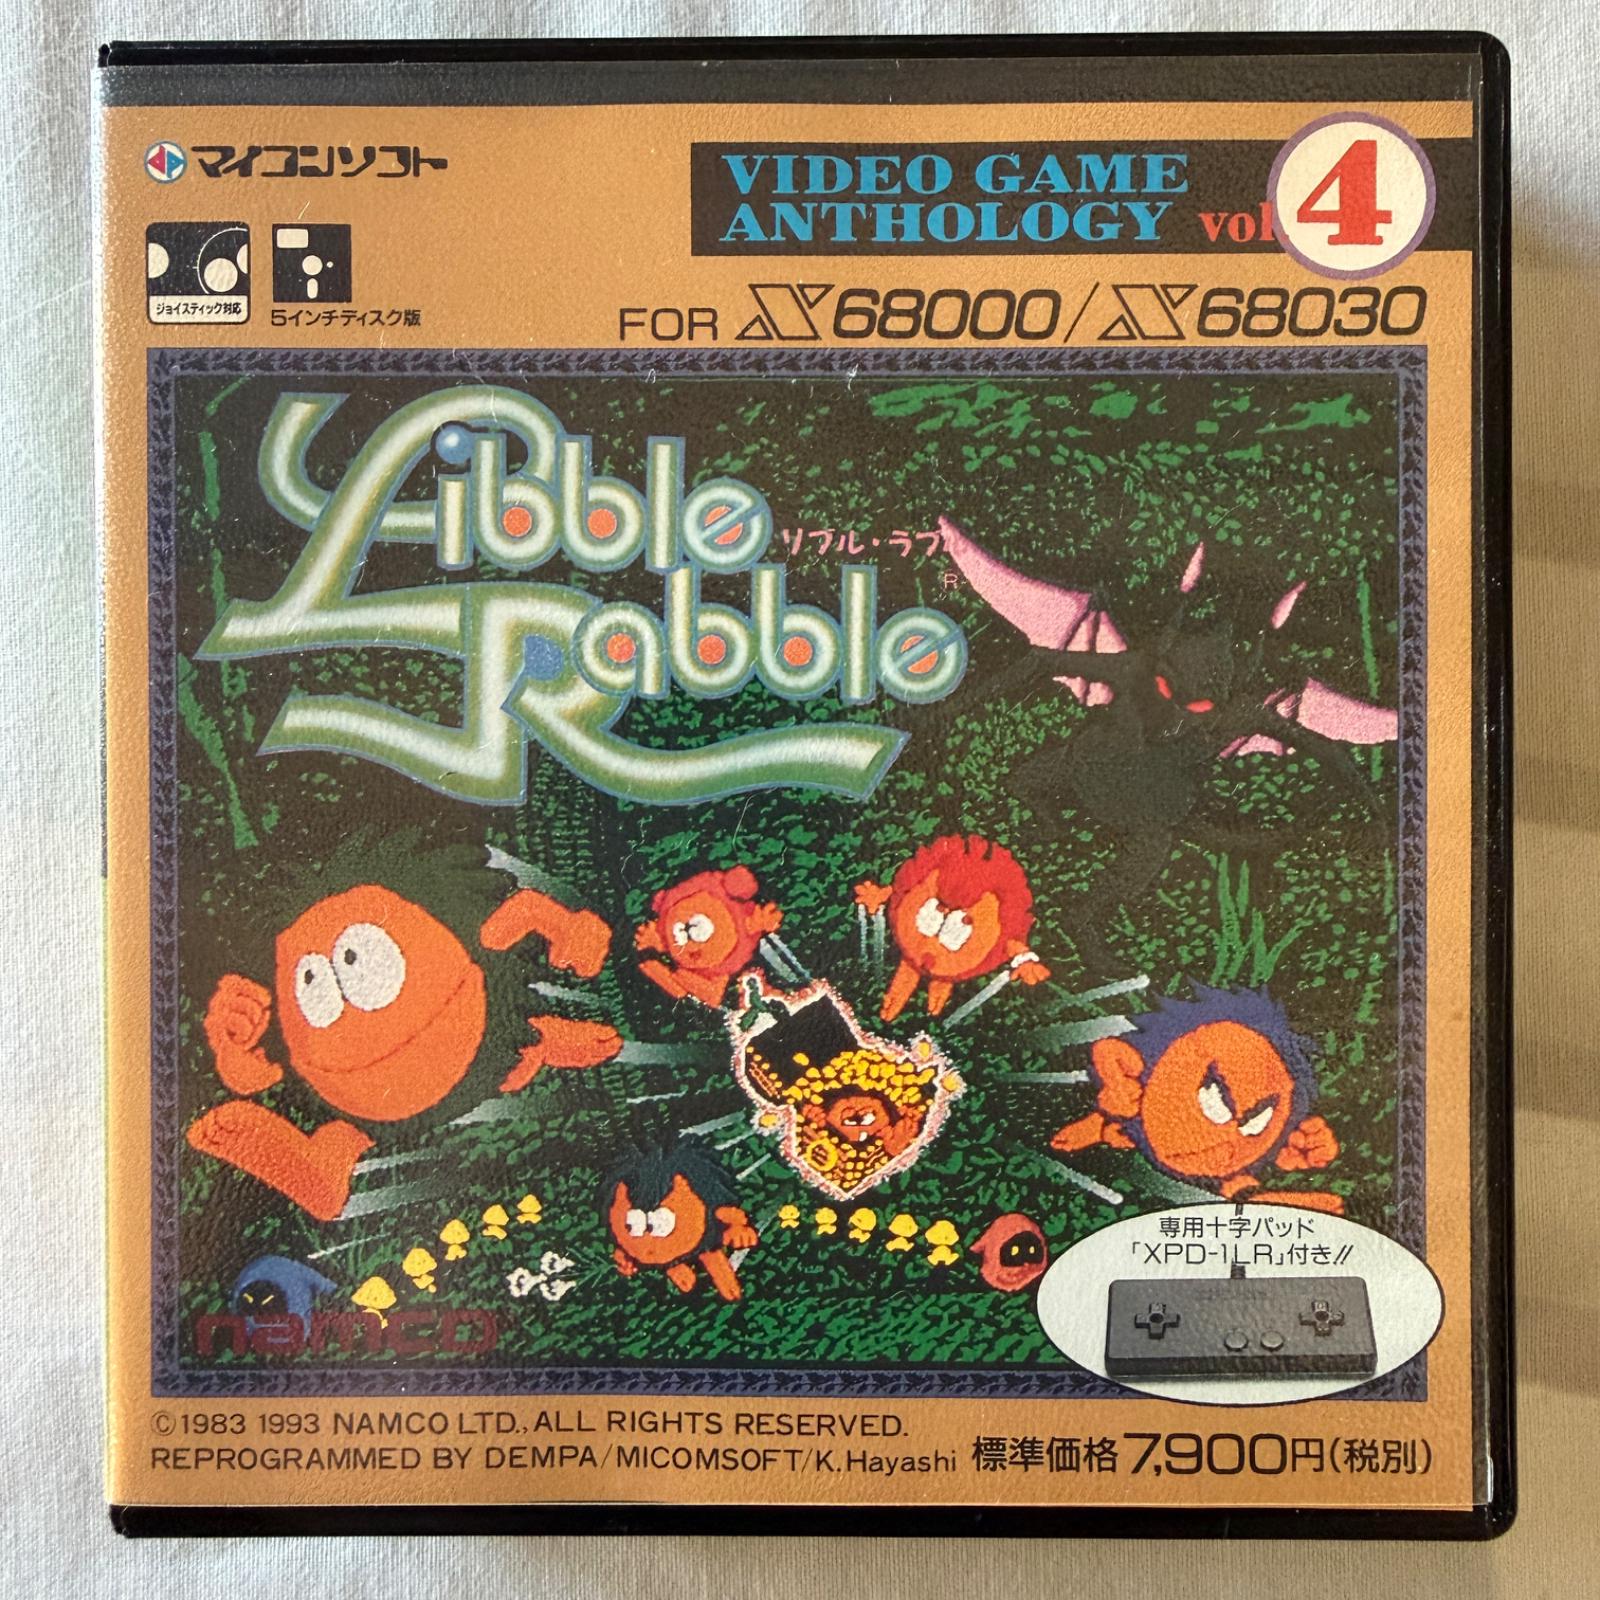 マイコンソフト
VIDEO GAME
ANTHOLOGY vol. 4
ジョイスティック対応
5インチディスク版
FOR X68000/X68030
Libble
リブル・ラブル
R
Rabble
専用十字パッド
「XPD-1LR」付き!!
namco
©1983 1993 NAMCO LTD., ALL RIGHTS RESERVED.
REPROGRAMMED BY DEMPA/MICOMSOFT/K.Hayashi
標準価格7,900円(税別)